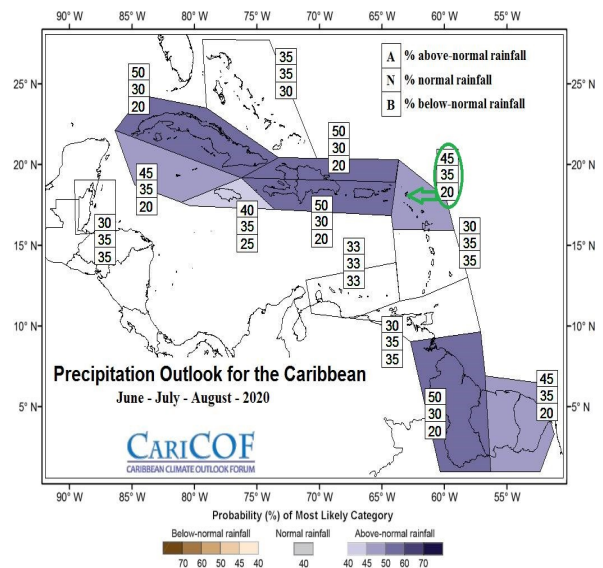 90° W 85° W 80° W 75° W 70° W 65° W 60° W 55° W
25° N
20° N
15° N
10° N
5° N
25° N
20° N
15° N
10° N
5° N
A % above-normal rainfall
N % normal rainfall
B % below-normal rainfall
35
35
30
50
30
20
50
30
20
45
35
20
45
35
20
40
35
25
50
30
20
30
35
35
33
33
33
30
35
35
30
35
35
50
30
20
45
35
20
Precipitation Outlook for the Caribbean
June - July - August - 2020
CARICOF
CARIBBEAN CLIMATE OUTLOOK FORUM
90° W 85° W 80° W 75° W 70° W 65° W 60° W 55° W
Probability (%) of Most Likely Category
Below-normal rainfall Normal rainfall Above-normal rainfall
70 60 50 45 40 40 40 45 50 60 70